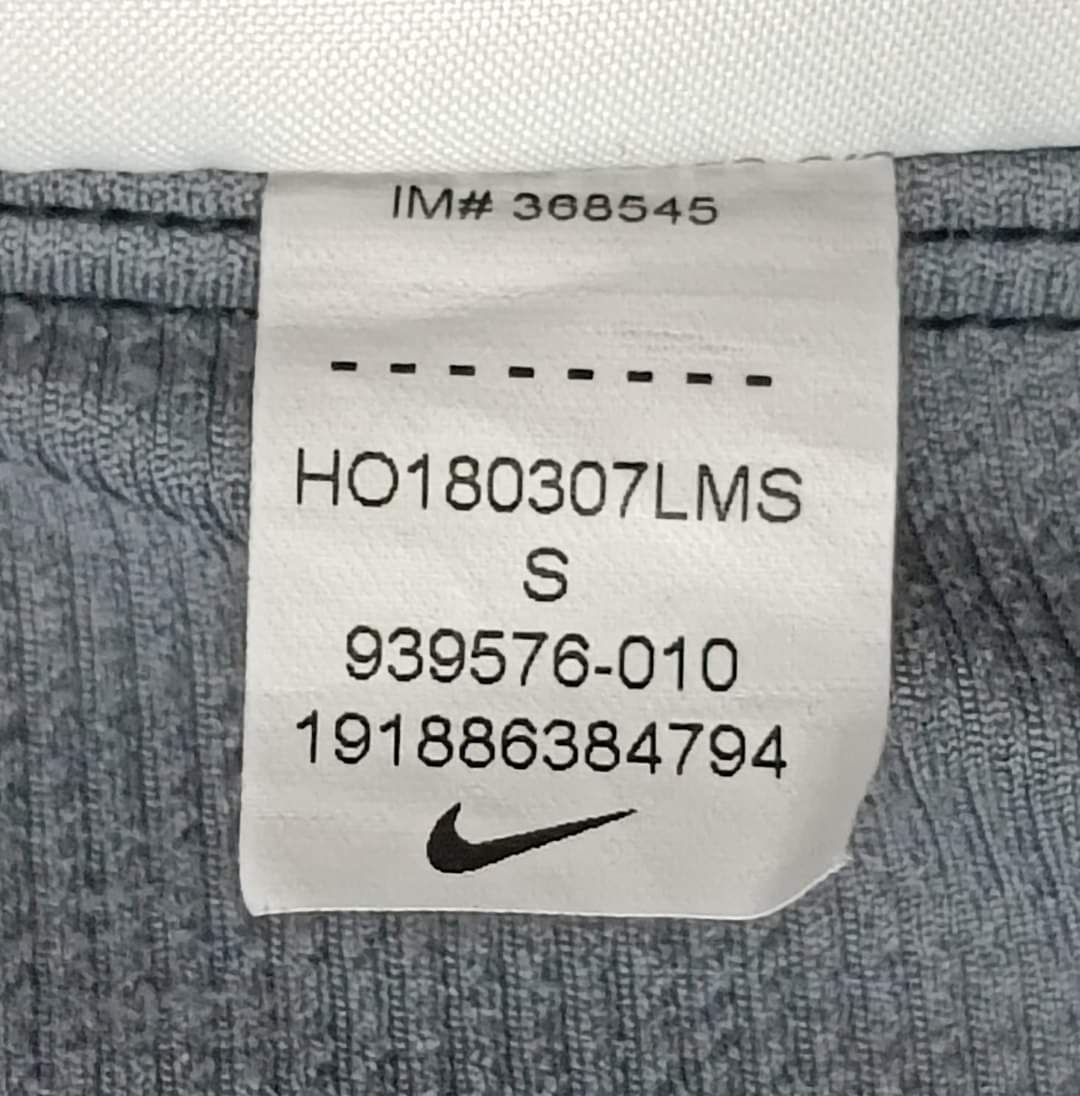 IM# 368545
- - - - - - - -
HO180307LMS
S
939576-010
191886384794